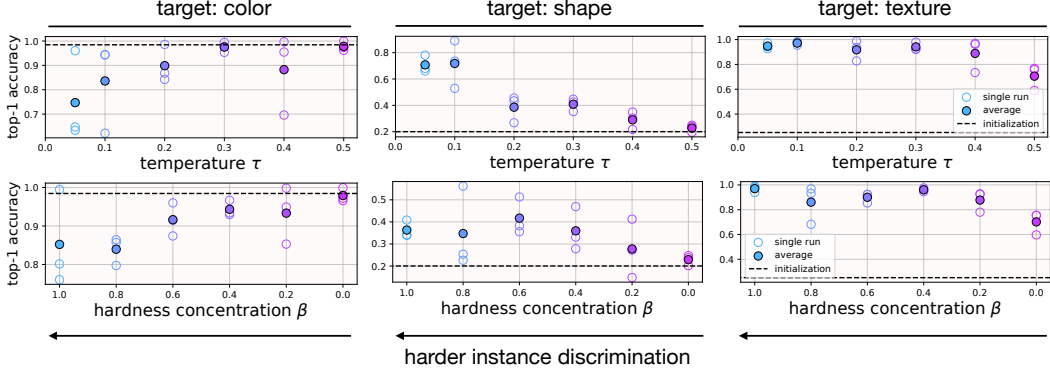 target: color
target: shape
target: texture
top-1 accuracy
1.0
0.9
0.8
0.7
0.6
0.0 0.1 0.2 0.3 0.4 0.5
temperature τ
0.8
0.6
0.4
0.2
0.0 0.1 0.2 0.3 0.4 0.5
temperature τ
1.0
0.8
0.6
0.4
single run
average
initialization
0.0 0.1 0.2 0.3 0.4 0.5
temperature τ
top-1 accuracy
1.0
0.9
0.8
1.0 0.8 0.6 0.4 0.2 0.0
hardness concentration β
0.5
0.4
0.3
0.2
1.0 0.8 0.6 0.4 0.2 0.0
hardness concentration β
1.0
0.8
0.6
0.4
single run
average
initialization
1.0 0.8 0.6 0.4 0.2 0.0
hardness concentration β
harder instance discrimination